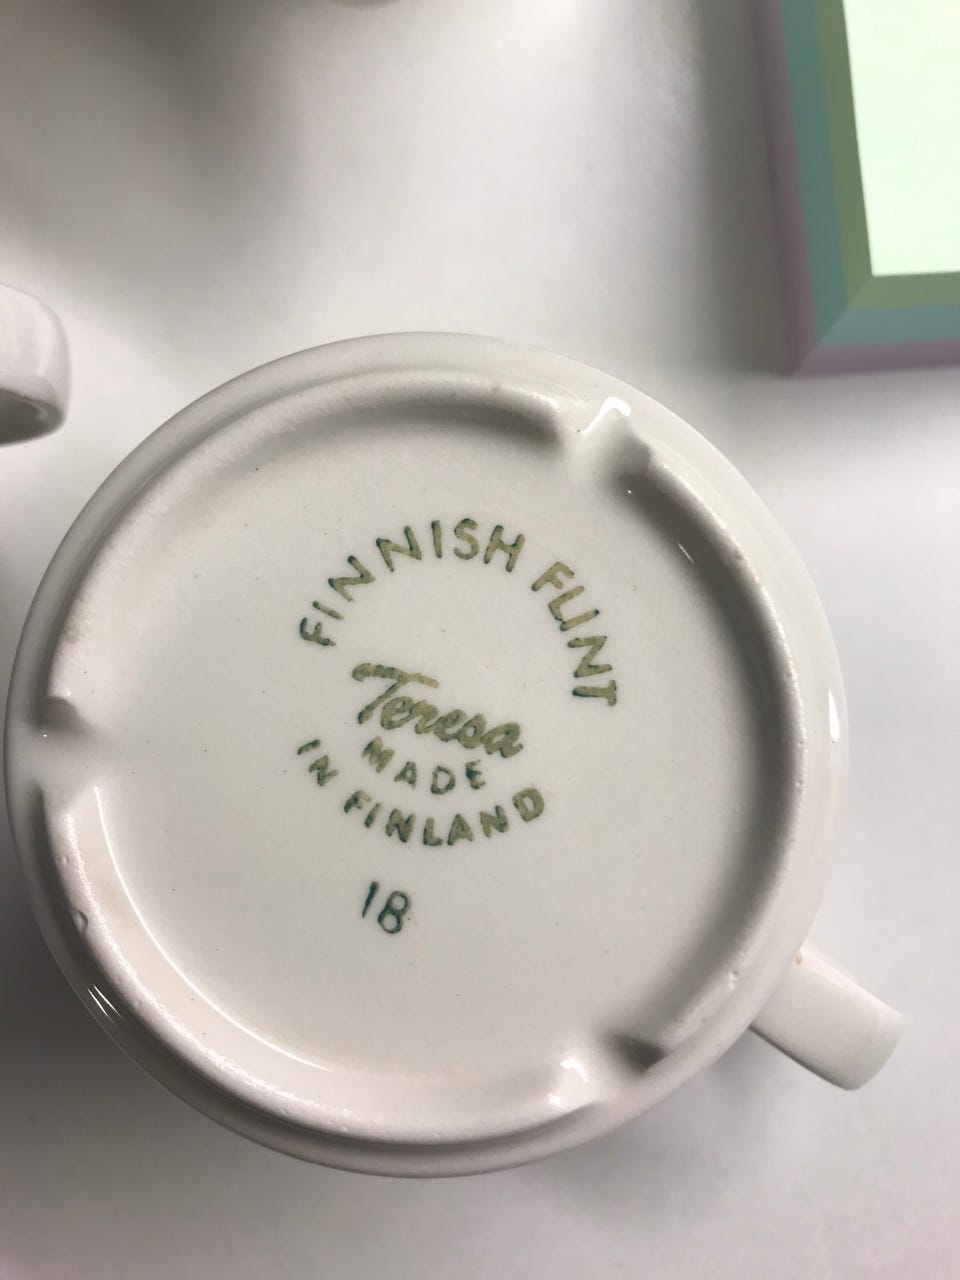 FINNISH FLINT
Teresa
MADE
IN FINLAND
18